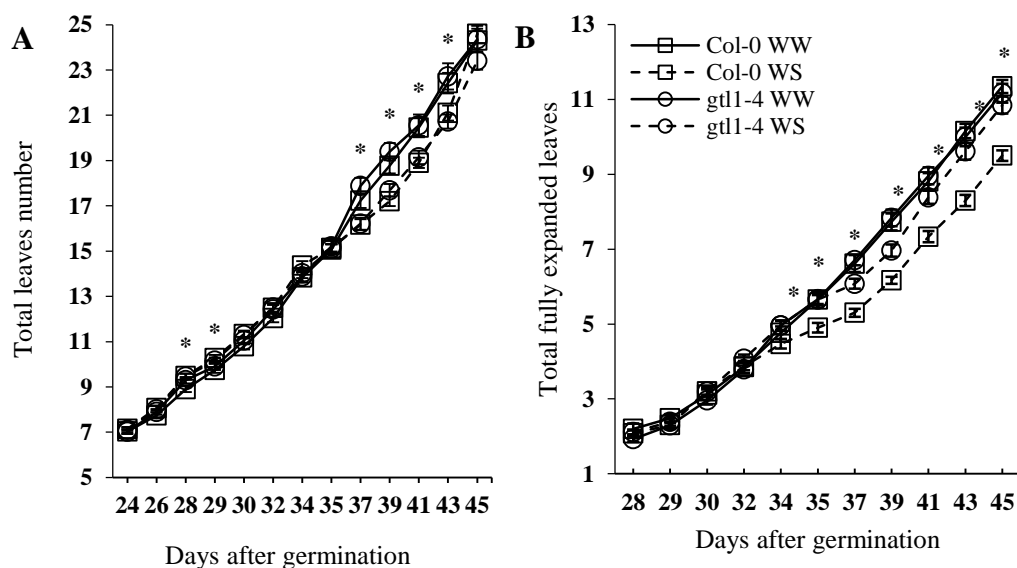 A
Total leaves number
25
23
21
19
17
15
13
11
9
7
5
* * * * * *
24 26 28 29 30 32 34 35 37 39 41 43 45
Days after germination
B
Total fully expanded leaves
13
11
9
7
5
3
1
Col-0 WW
Col-0 WS
gtl1-4 WW
gtl1-4 WS
* * * * * * *
28 29 30 32 34 35 37 39 41 43 45
Days after germination